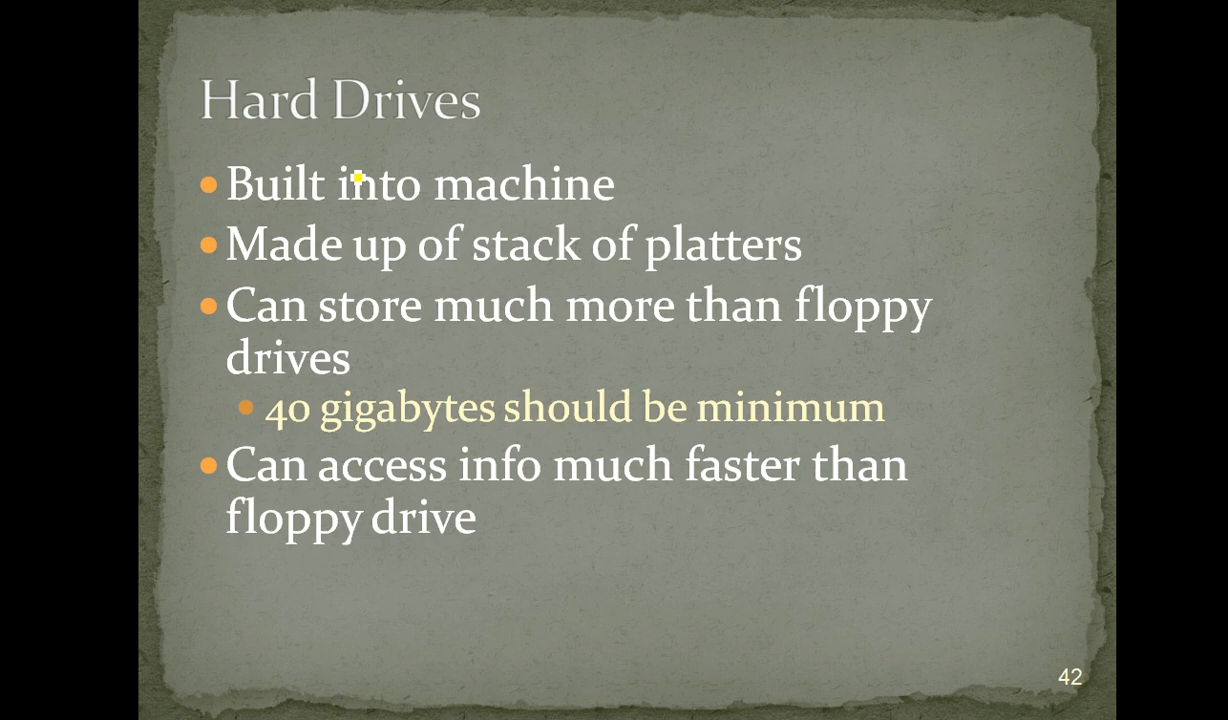 Hard Drives
Built into machine
Made up of stack of platters
Can store much more than floppy
drives
40 gigabytes should be minimum
Can access info much faster than
floppy drive
42